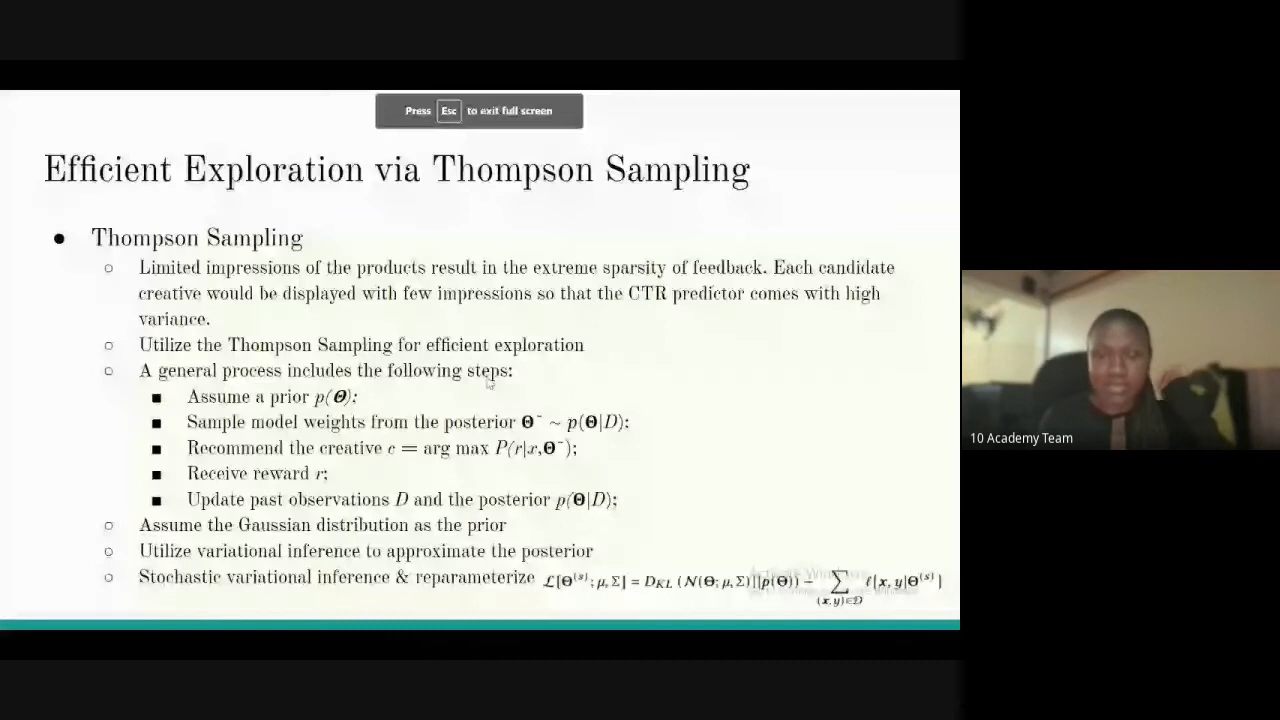 Press Esc to exit full screen
Efficient Exploration via Thompson Sampling
● Thompson Sampling
○ Limited impressions of the products result in the extreme sparsity of feedback. Each candidate
creative would be displayed with few impressions so that the CTR predictor comes with high
variance.
○ Utilize the Thompson Sampling for efficient exploration
○ A general process includes the following steps:
■ Assume a prior p(Θ);
■ Sample model weights from the posterior Θ˜ ~ p(Θ|D);
■ Recommend the creative c = arg max P(r|x,Θ˜);
■ Receive reward r;
■ Update past observations D and the posterior p(Θ|D);
○ Assume the Gaussian distribution as the prior
○ Utilize variational inference to approximate the posterior
○ Stochastic variational inference & reparameterize ℒ[Θ⁽ˢ⁾; μ, Σ] = D_KL (𝒩(Θ; μ, Σ)||p(Θ)) − ∑_{(x,y)∈𝒟} ℓ[x, y|Θ⁽ˢ⁾]
10 Academy Team